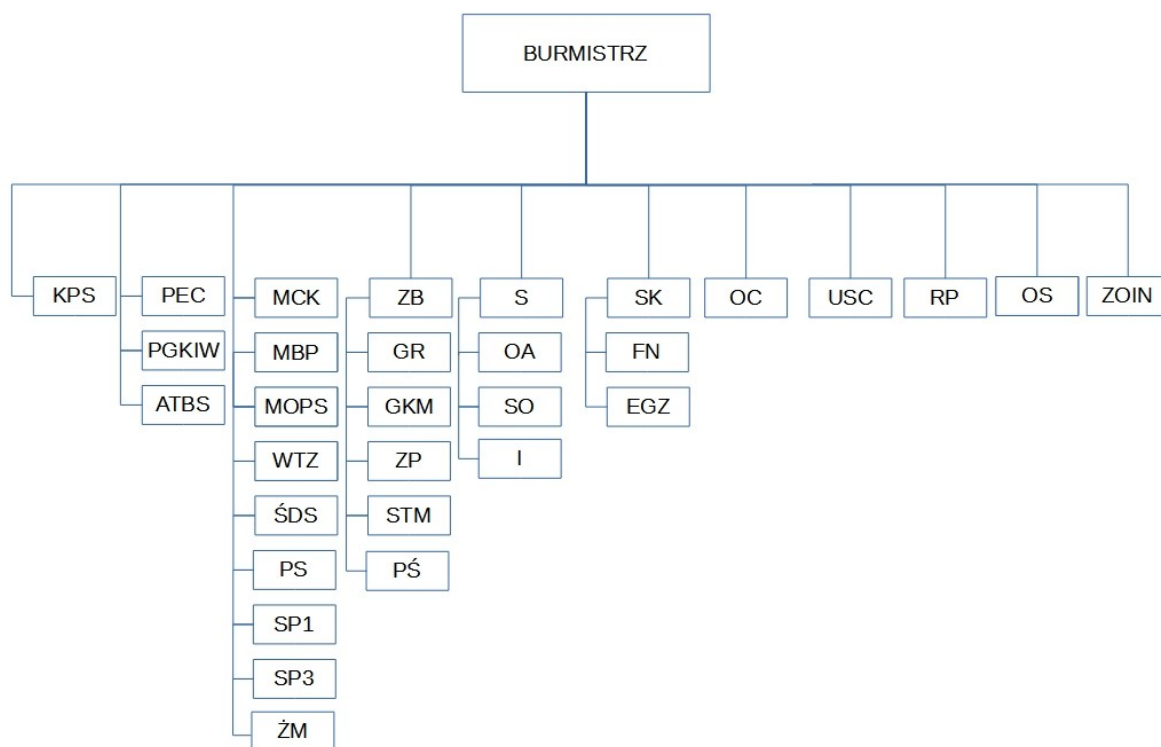 BURMISTRZ
KPS
PEC
PGKIW
ATBS
MCK
MBP
MOPS
WTZ
ŚDS
PS
SP1
SP3
ŻM
ZB
GR
GKM
ZP
STM
PŚ
S
OA
SO
I
SK
FN
EGZ
OC
USC
RP
OS
ZOIN